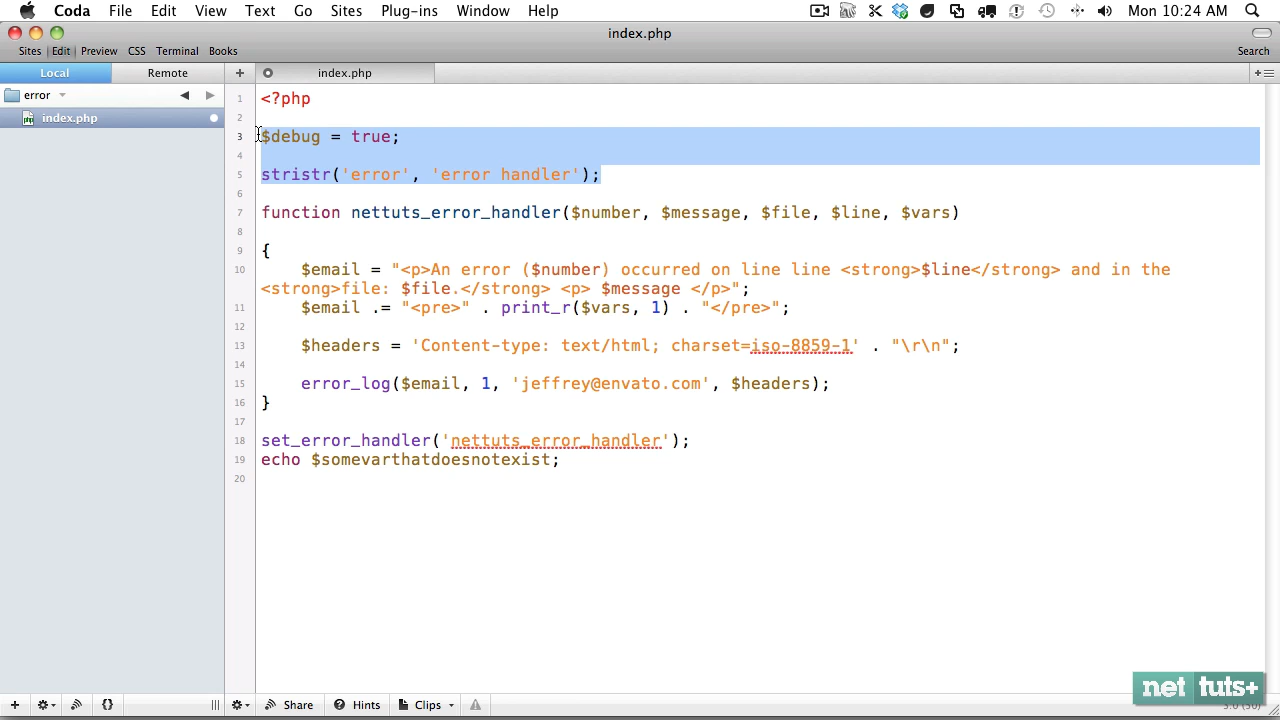 Coda File Edit View Text Go Sites Plug-ins Window Help Mon 10:24 AM
index.php
Sites Edit Preview CSS Terminal Books Search
Local Remote + index.php
error
index.php
1 <?php
2
3 $debug = true;
4
5 stristr('error', 'error handler');
6
7 function nettuts_error_handler($number, $message, $file, $line, $vars)
8
9 {
10 $email = "<p>An error ($number) occurred on line line <strong>$line</strong> and in the
<strong>file: $file.</strong> <p> $message </p>";
11 $email .= "<pre>" . print_r($vars, 1) . "</pre>";
12
13 $headers = 'Content-type: text/html; charset=iso-8859-1' . "\r\n";
14
15 error_log($email, 1, 'jeffrey@envato.com', $headers);
16 }
17
18 set_error_handler('nettuts_error_handler');
19 echo $somevarthatdoesnotexist;
20
net tuts+
Share Hints Clips